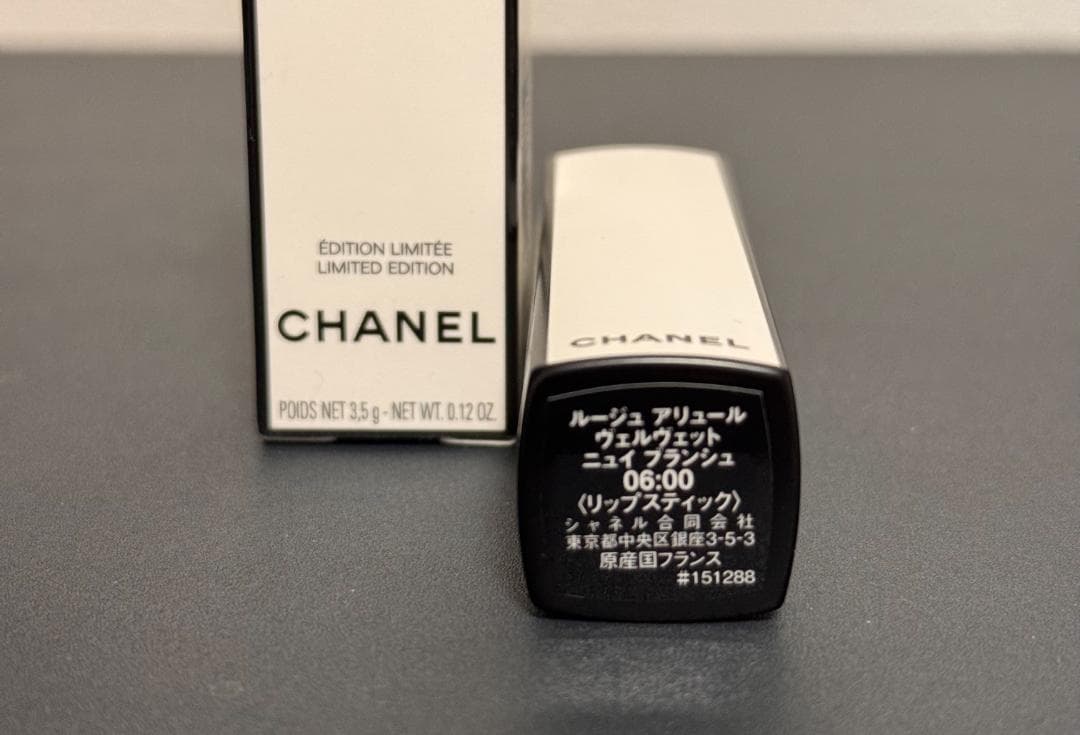 ÉDITION LIMITÉE
LIMITED EDITION
CHANEL
POIDS NET 3,5 g - NET WT. 0.12 OZ.
CHANEL
ルージュ アリュール
ヴェルヴェット
ニュイ ブランシュ
06:00
〈リップスティック〉
シャネル合同会社
東京都中央区銀座3-5-3
原産国フランス
#151288